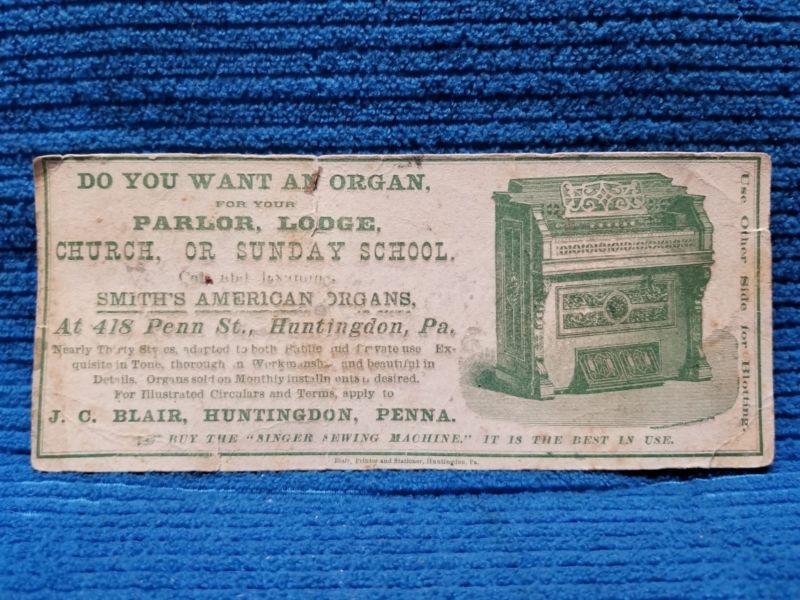 DO YOU WANT AN ORGAN,
FOR YOUR
PARLOR, LODGE,
CHURCH, OR SUNDAY SCHOOL.
Call and Examine
SMITH'S AMERICAN ORGANS,
At 418 Penn St., Huntingdon, Pa.
Nearly Thirty Styles, adapted to both Public and Private use Ex-
quisite in Tone, thorough in Workmanship and beautiful in
Details. Organs sold on Monthly installments if desired.
For Illustrated Circulars and Terms, apply to
J. C. BLAIR, HUNTINGDON, PENNA.
BUY THE "SINGER SEWING MACHINE." IT IS THE BEST IN USE.
Blair, Printer and Stationer, Huntingdon, Pa.
Use Other Side for Blotting.